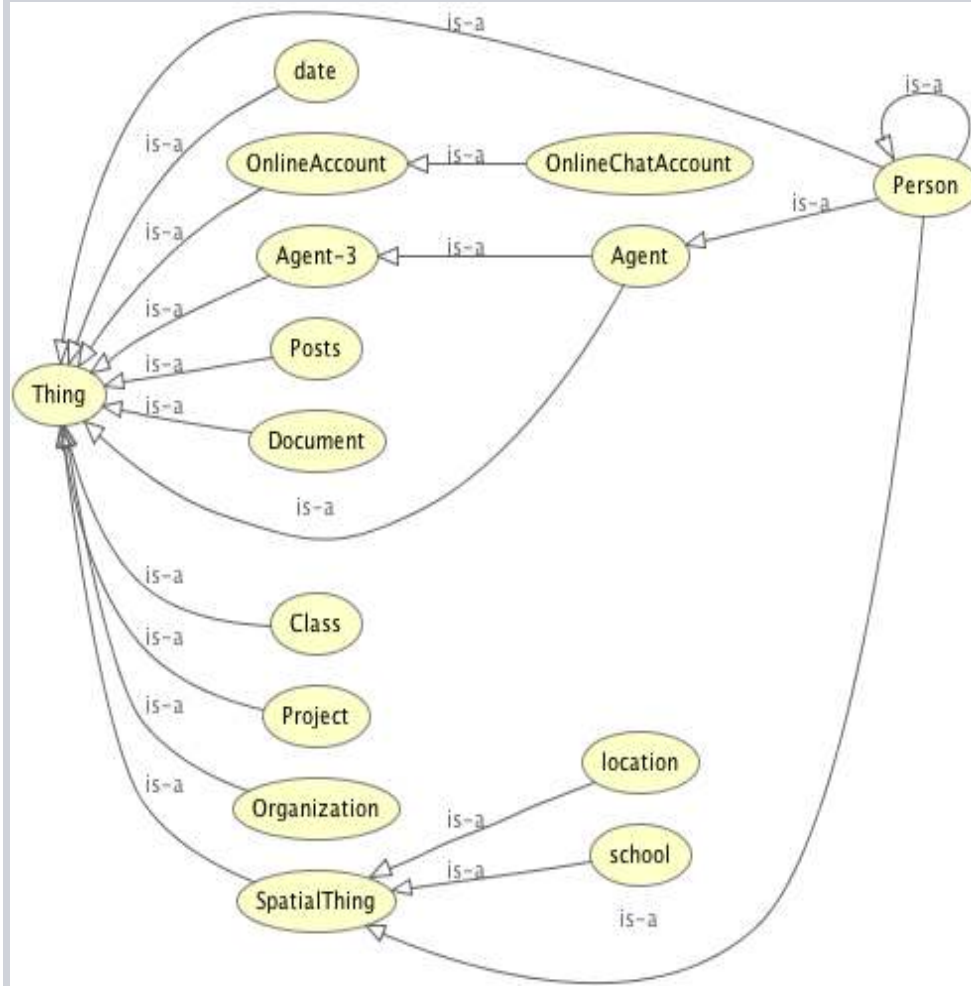 is-a
date
is-a
is-a
OnlineAccount
is-a
OnlineChatAccount
Person
is-a
is-a
Agent-3
is-a
Agent
is-a
Posts
is-a
Thing
is-a
Document
is-a
is-a
Class
is-a
Project
is-a
location
is-a
Organization
is-a
school
is-a
SpatialThing
is-a